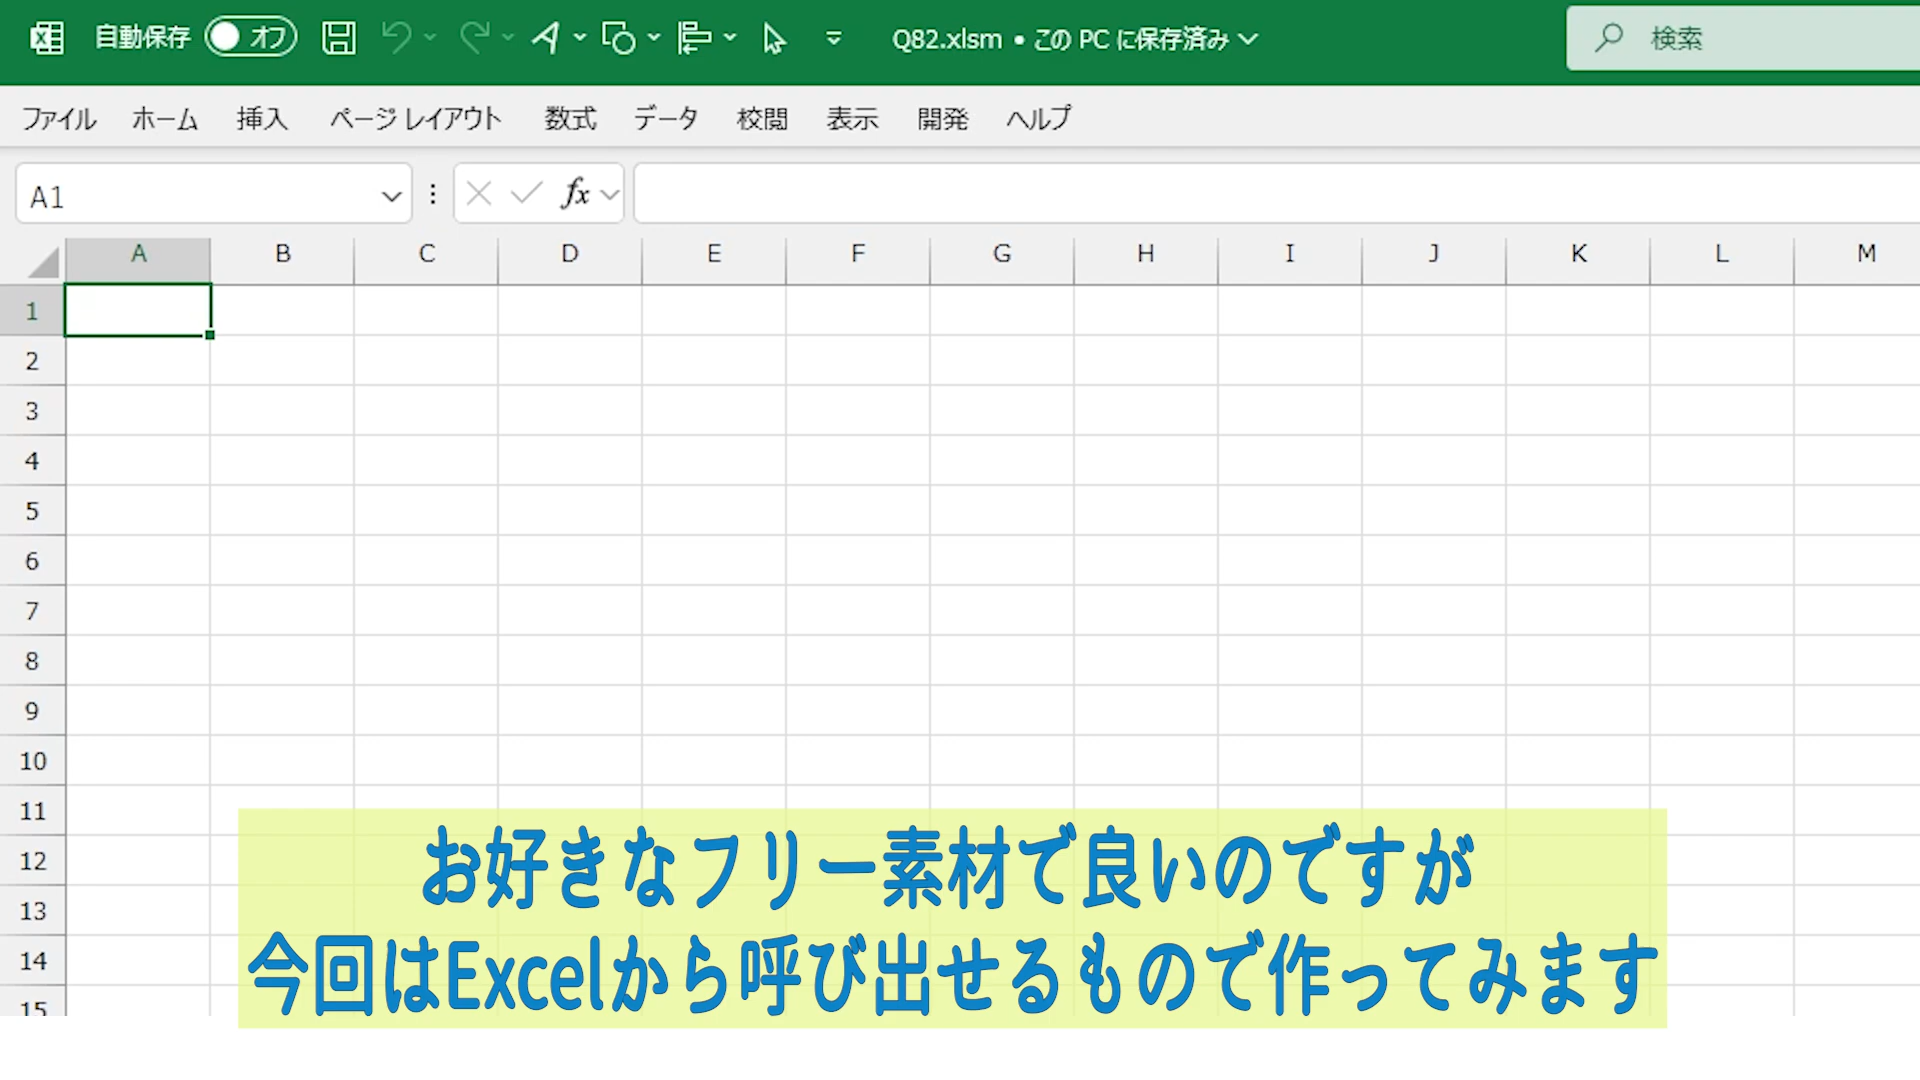 自動保存 オフ Q82.xlsm • この PC に保存済み 検索
ファイル ホーム 挿入 ページ レイアウト 数式 データ 校閲 表示 開発 ヘルプ
A1 fx
A B C D E F G H I J K L M
1
2
3
4
5
6
7
8
9
10
11
12
13
14
15
お好きなフリー素材で良いのですが
今回はExcelから呼び出せるもので作ってみます